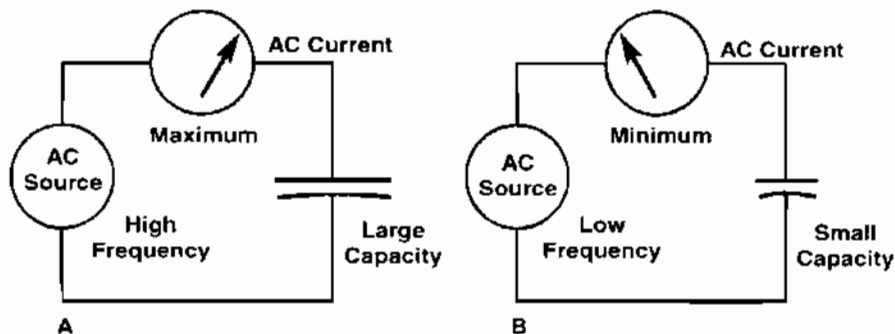 AC Current
Maximum
AC
Source
High
Frequency
Large
Capacity
A
AC Current
Minimum
AC
Source
Low
Frequency
Small
Capacity
B